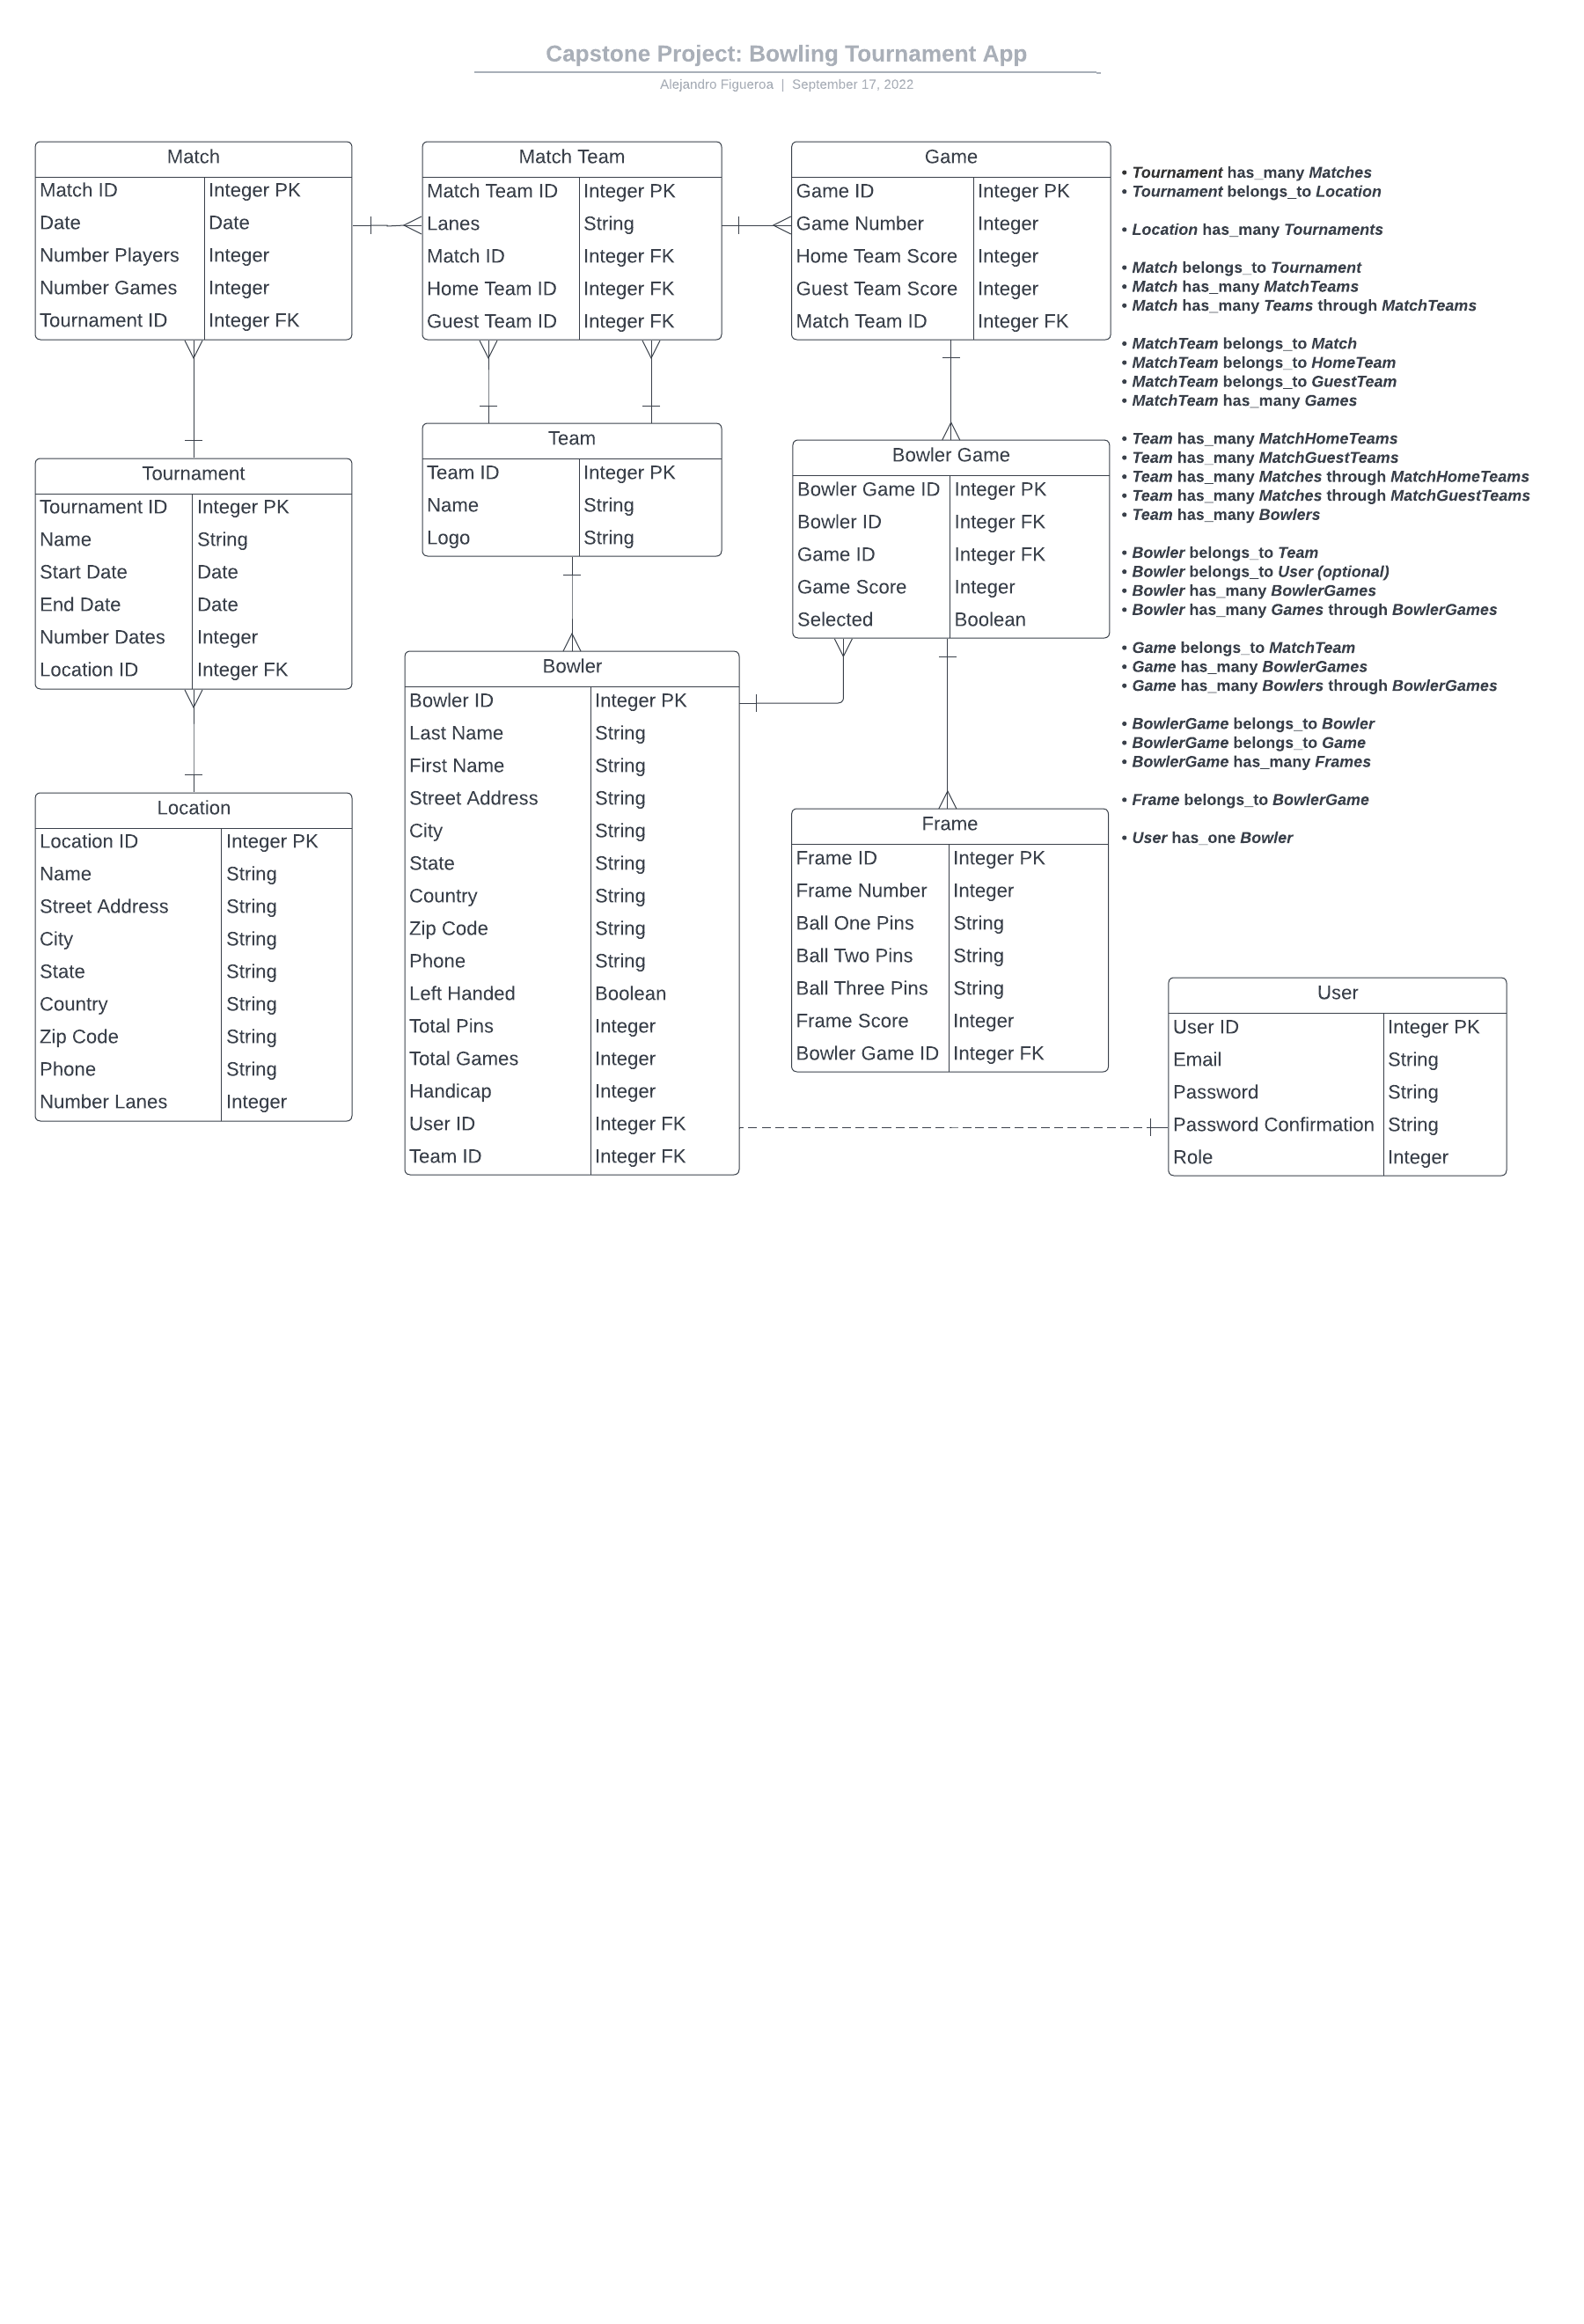 Capstone Project: Bowling Tournament App
Alejandro Figueroa | September 17, 2022
Match
Match ID Integer PK
Date Date
Number Players Integer
Number Games Integer
Tournament ID Integer FK
Match Team
Match Team ID Integer PK
Lanes String
Match ID Integer FK
Home Team ID Integer FK
Guest Team ID Integer FK
Game
Game ID Integer PK
Game Number Integer
Home Team Score Integer
Guest Team Score Integer
Match Team ID Integer FK
Tournament
Tournament ID Integer PK
Name String
Start Date Date
End Date Date
Number Dates Integer
Location ID Integer FK
Team
Team ID Integer PK
Name String
Logo String
Bowler Game
Bowler Game ID Integer PK
Bowler ID Integer FK
Game ID Integer FK
Game Score Integer
Selected Boolean
Location
Location ID Integer PK
Name String
Street Address String
City String
State String
Country String
Zip Code String
Phone String
Number Lanes Integer
Bowler
Bowler ID Integer PK
Last Name String
First Name String
Street Address String
City String
State String
Country String
Zip Code String
Phone String
Left Handed Boolean
Total Pins Integer
Total Games Integer
Handicap Integer
User ID Integer FK
Team ID Integer FK
Frame
Frame ID Integer PK
Frame Number Integer
Ball One Pins String
Ball Two Pins String
Ball Three Pins String
Frame Score Integer
Bowler Game ID Integer FK
• Tournament has_many Matches
• Tournament belongs_to Location
• Location has_many Tournaments
• Match belongs_to Tournament
• Match has_many MatchTeams
• Match has_many Teams through MatchTeams
• MatchTeam belongs_to Match
• MatchTeam belongs_to HomeTeam
• MatchTeam belongs_to GuestTeam
• MatchTeam has_many Games
• Team has_many MatchHomeTeams
• Team has_many MatchGuestTeams
• Team has_many Matches through MatchHomeTeams
• Team has_many Matches through MatchGuestTeams
• Team has_many Bowlers
• Bowler belongs_to Team
• Bowler belongs_to User (optional)
• Bowler has_many BowlerGames
• Bowler has_many Games through BowlerGames
• Game belongs_to MatchTeam
• Game has_many BowlerGames
• Game has_many Bowlers through BowlerGames
• BowlerGame belongs_to Bowler
• BowlerGame belongs_to Game
• BowlerGame has_many Frames
• Frame belongs_to BowlerGame
• User has_one Bowler
User
User ID Integer PK
Email String
Password String
Password Confirmation String
Role Integer